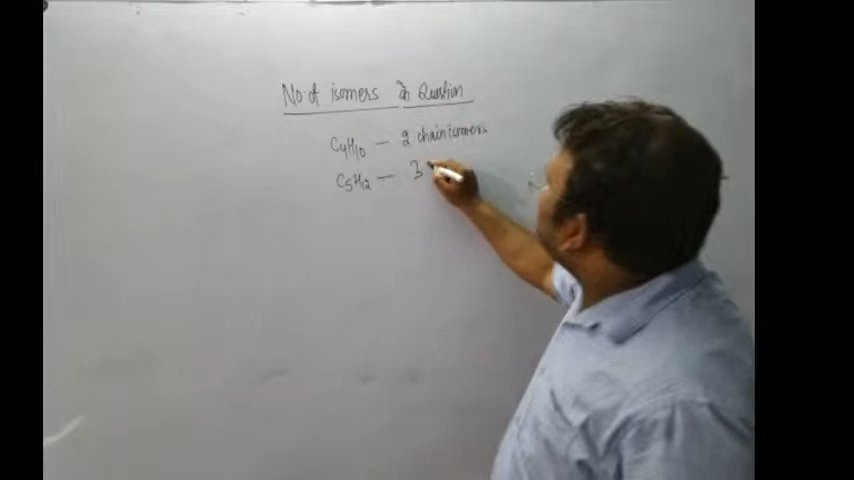 No. of isomers in Question
C4H10 — 2 chain isomers
C5H12 — 3